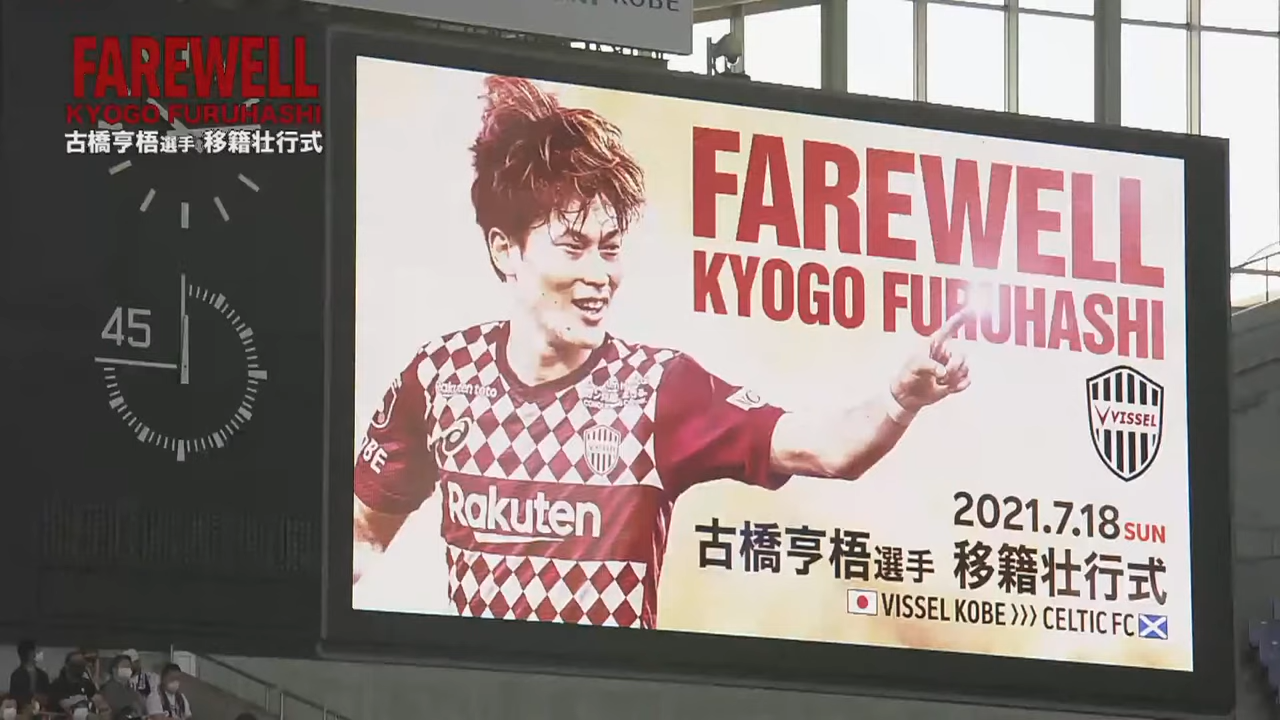 KOBE
FAREWELL
KYOGO FURUHASHI
古橋亨梧選手 移籍壮行式
45
FAREWELL
KYOGO FURUHASHI
VISSEL
Rakuten
2021.7.18 SUN
古橋亨梧選手 移籍壮行式
VISSEL KOBE >>> CELTIC FC